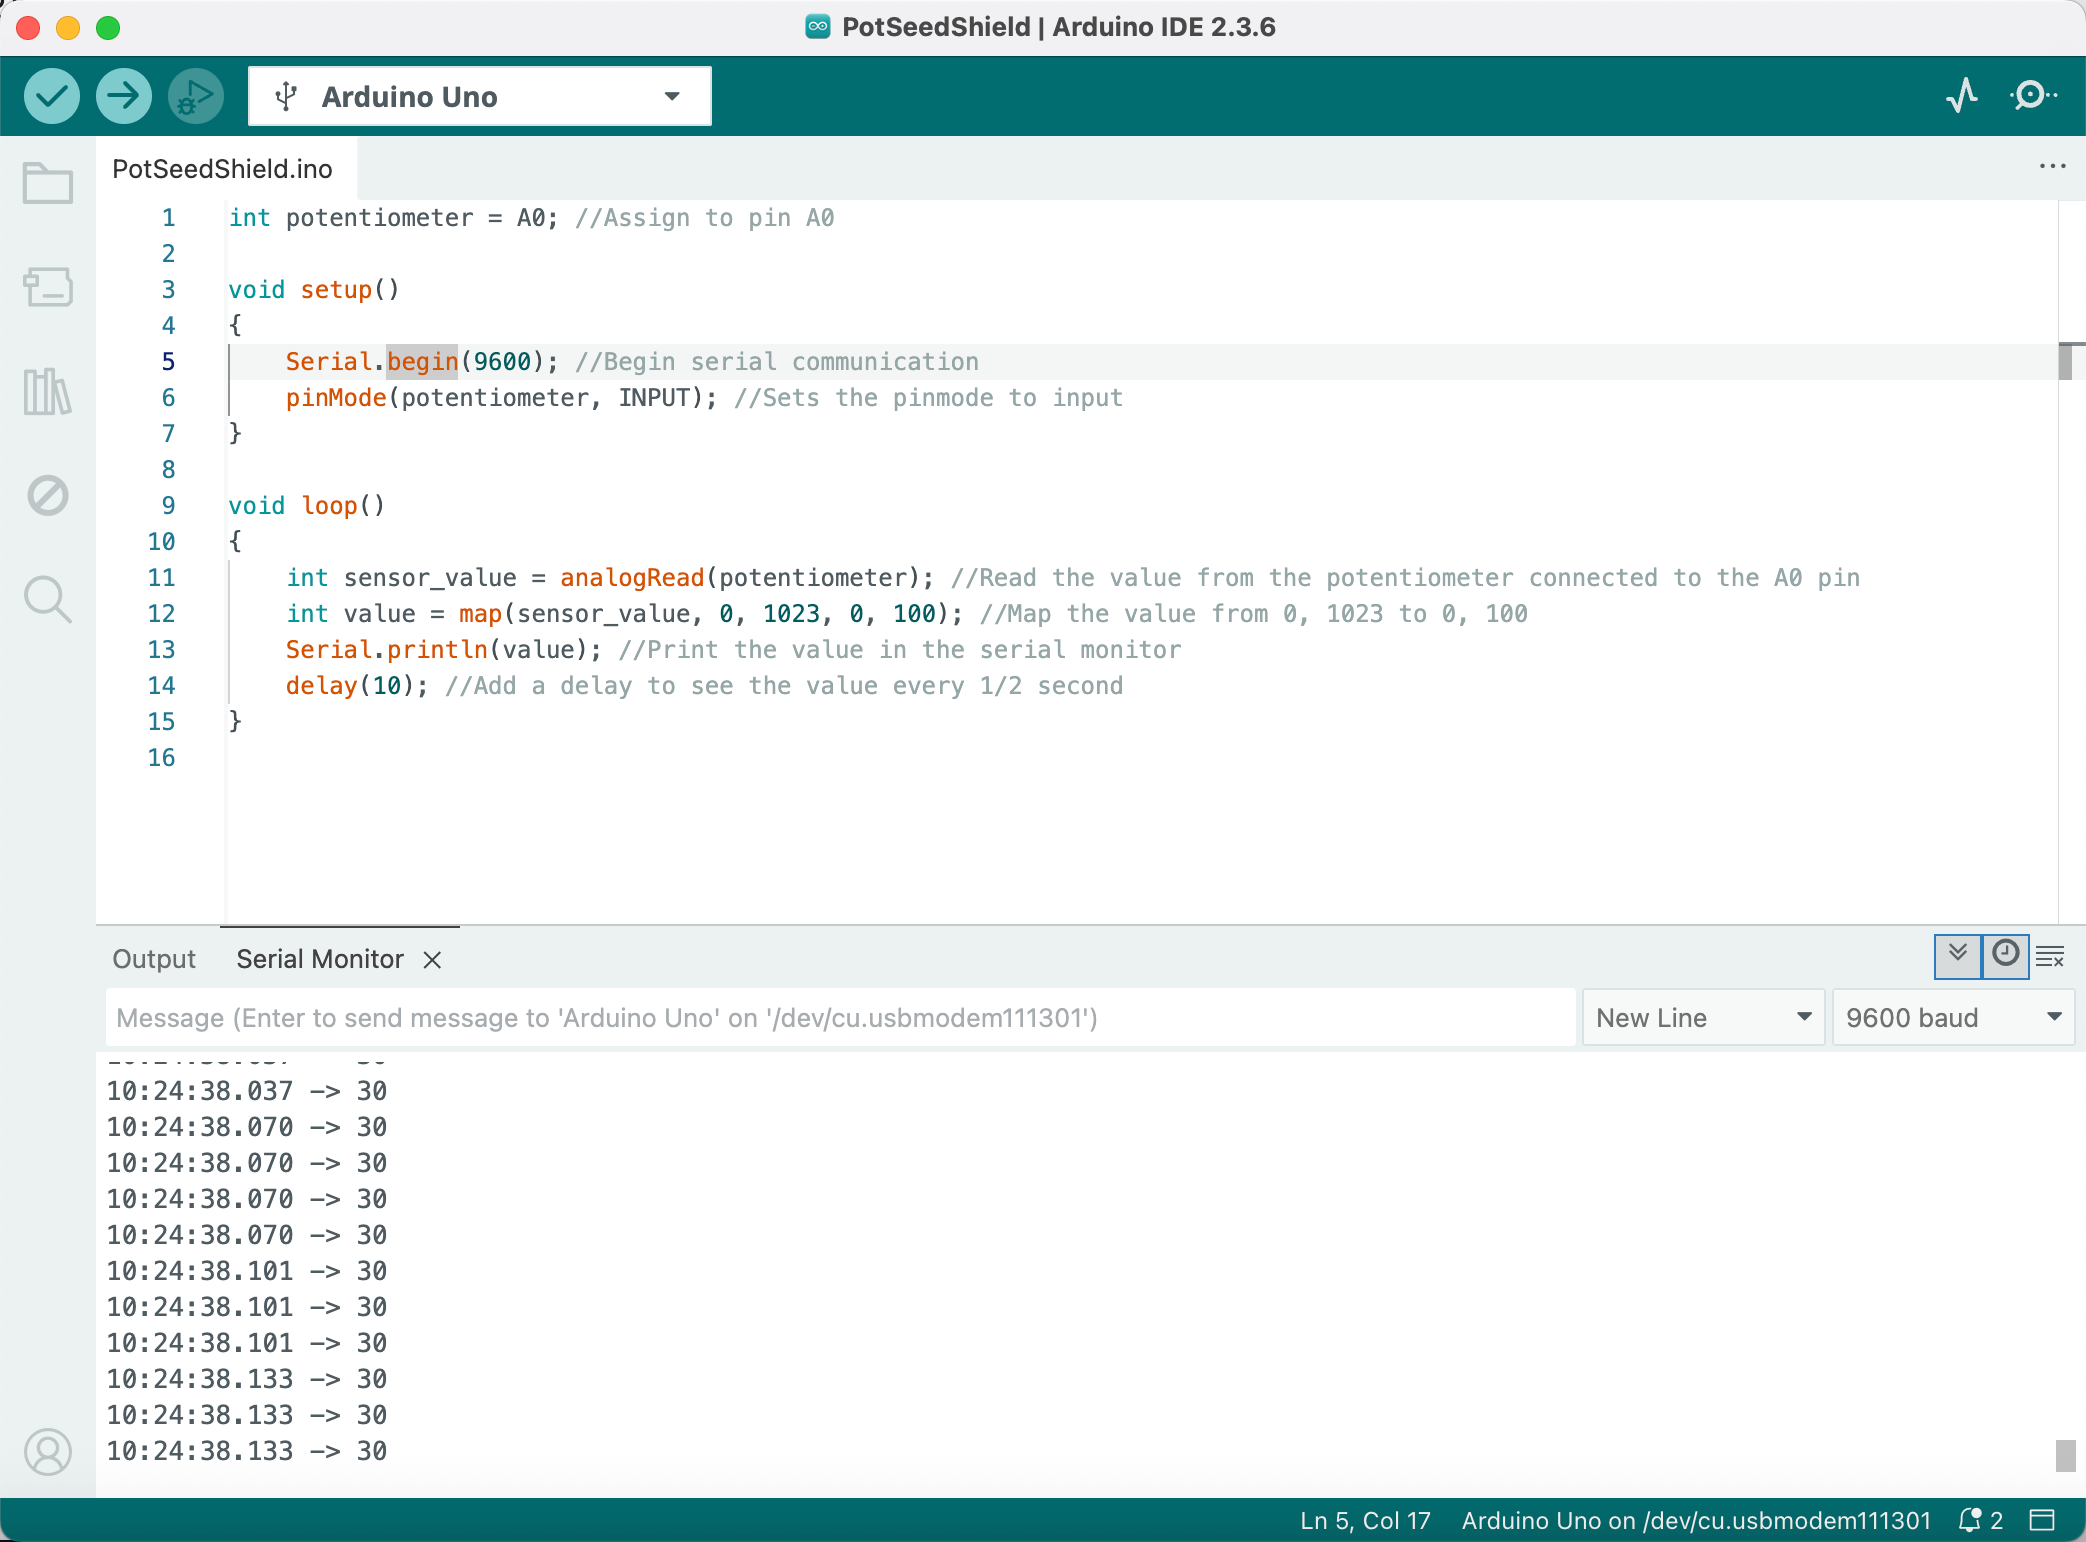 PotSeedShield | Arduino IDE 2.3.6
Arduino Uno
PotSeedShield.ino
1 int potentiometer = A0; //Assign to pin A0
2
3 void setup()
4 {
5 Serial.begin(9600); //Begin serial communication
6 pinMode(potentiometer, INPUT); //Sets the pinmode to input
7 }
8
9 void loop()
10 {
11 int sensor_value = analogRead(potentiometer); //Read the value from the potentiometer connected to the A0 pin
12 int value = map(sensor_value, 0, 1023, 0, 100); //Map the value from 0, 1023 to 0, 100
13 Serial.println(value); //Print the value in the serial monitor
14 delay(10); //Add a delay to see the value every 1/2 second
15 }
16
Output Serial Monitor
Message (Enter to send message to 'Arduino Uno' on '/dev/cu.usbmodem111301') New Line 9600 baud
10:24:38.037 -> 30
10:24:38.070 -> 30
10:24:38.070 -> 30
10:24:38.070 -> 30
10:24:38.070 -> 30
10:24:38.101 -> 30
10:24:38.101 -> 30
10:24:38.101 -> 30
10:24:38.133 -> 30
10:24:38.133 -> 30
10:24:38.133 -> 30
Ln 5, Col 17 Arduino Uno on /dev/cu.usbmodem111301 2